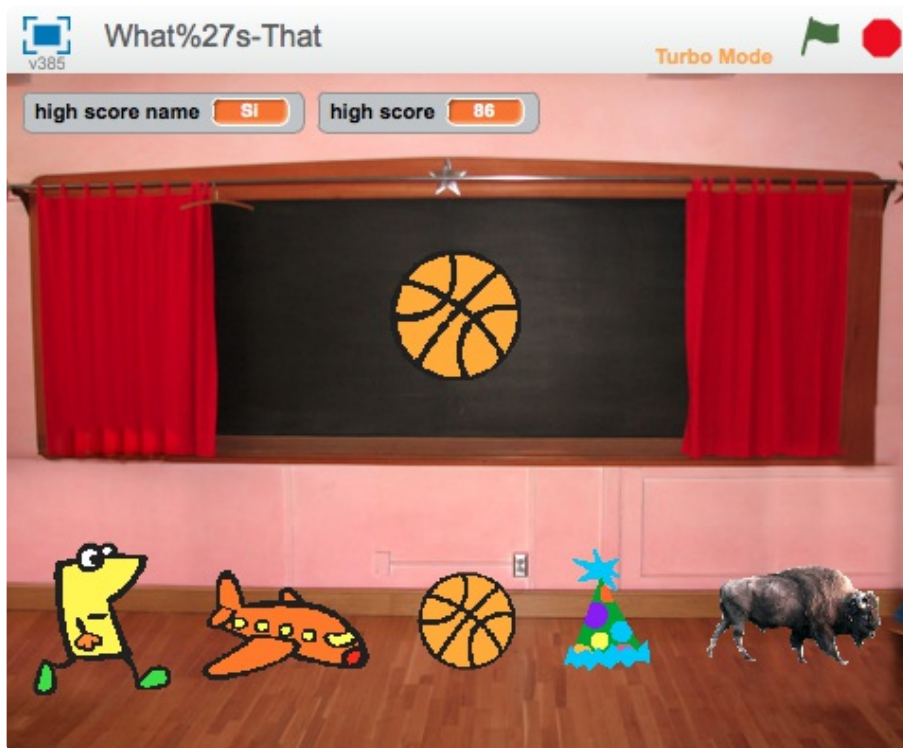 What%27s-That
v385
Turbo Mode
high score name Si
high score 86